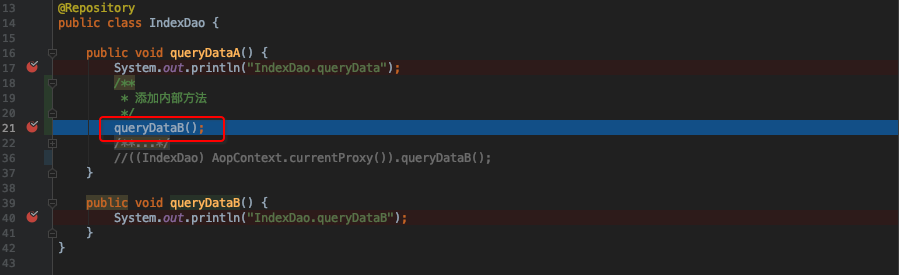 13 @Repository
14 public class IndexDao {
15
16 public void queryDataA() {
17 System.out.println("IndexDao.queryData");
18 /**
19 * 添加内部方法
20 */
21 queryDataB();
22 /**...*/
36 //((IndexDao) AopContext.currentProxy()).queryDataB();
37 }
38
39 public void queryDataB() {
40 System.out.println("IndexDao.queryDataB");
41 }
42 }
43